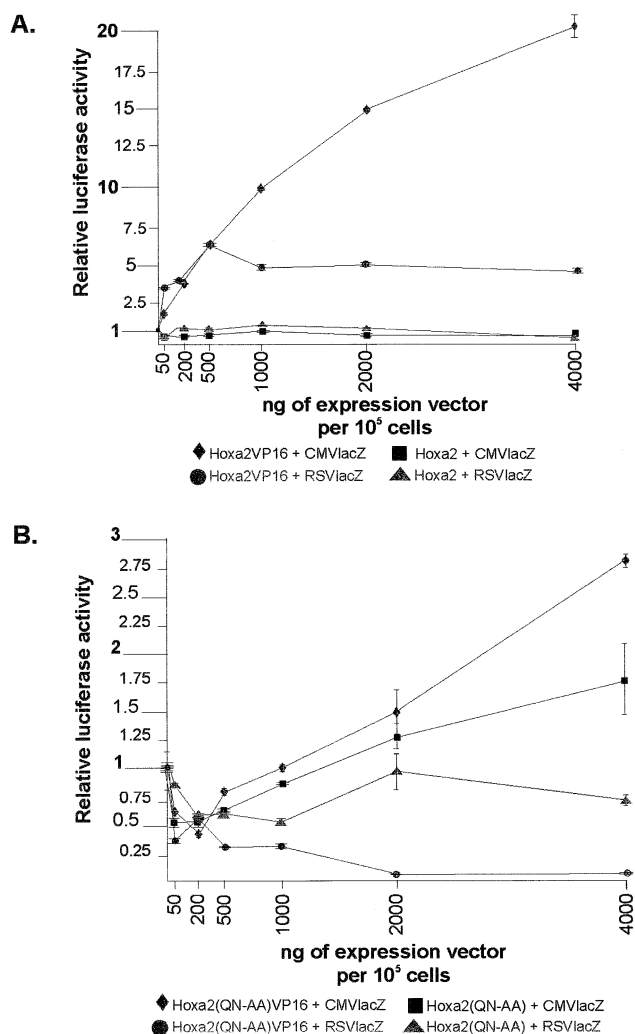 A.
Relative luciferase activity
20
17.5
15
12.5
10
7.5
5
2.5
1
50
200
500
1000
2000
4000
ng of expression vector
per 10⁵ cells
Hoxa2VP16 + CMVlacZ
Hoxa2 + CMVlacZ
Hoxa2VP16 + RSVlacZ
Hoxa2 + RSVlacZ
B.
Relative luciferase activity
3
2.75
2.5
2.25
2
1.75
1.5
1.25
1
0.75
0.5
0.25
50
200
500
1000
2000
4000
ng of expression vector
per 10⁵ cells
Hoxa2(QN-AA)VP16 + CMVlacZ
Hoxa2(QN-AA) + CMVlacZ
Hoxa2(QN-AA)VP16 + RSVlacZ
Hoxa2(QN-AA) + RSVlacZ